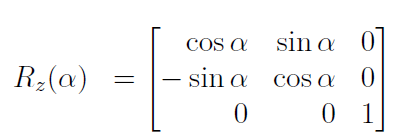 cos α sin α 0
R_z(α) = − sin α cos α 0
0 0 1